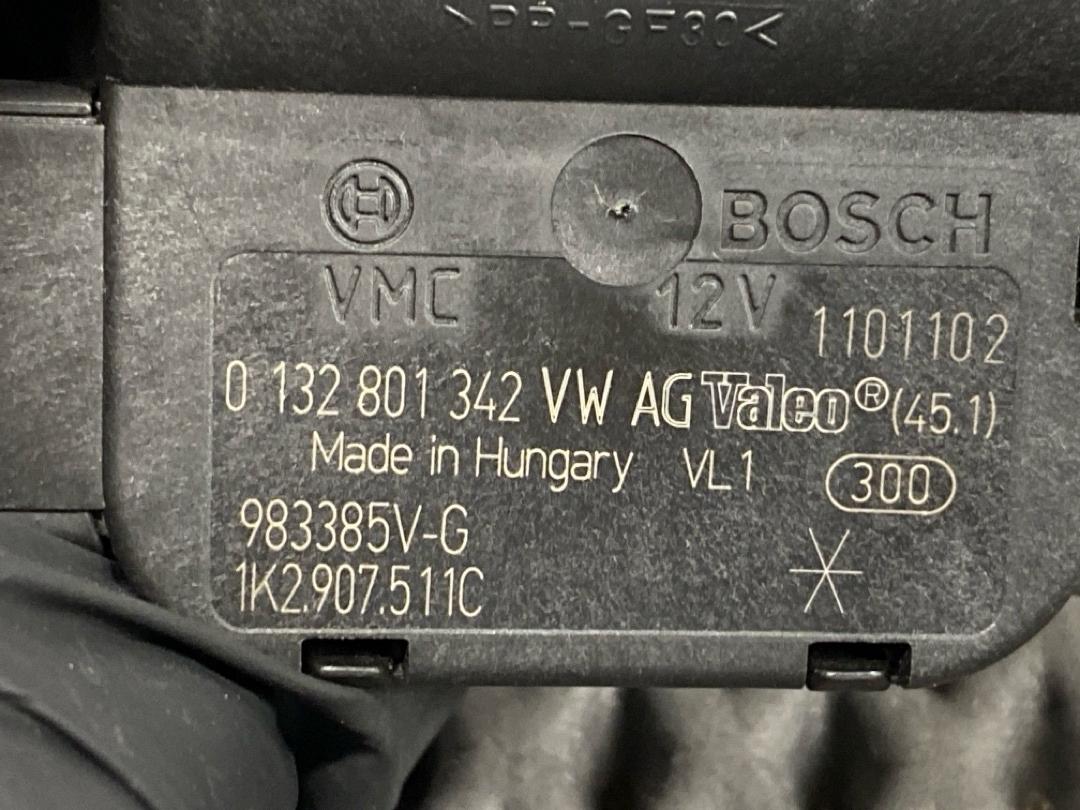 >PP-GF30<
BOSCH
VMC 12V
1101102
0 132 801 342 VW AG Valeo®(45.1)
Made in Hungary VL1 300
983385V-G
1K2.907.511C